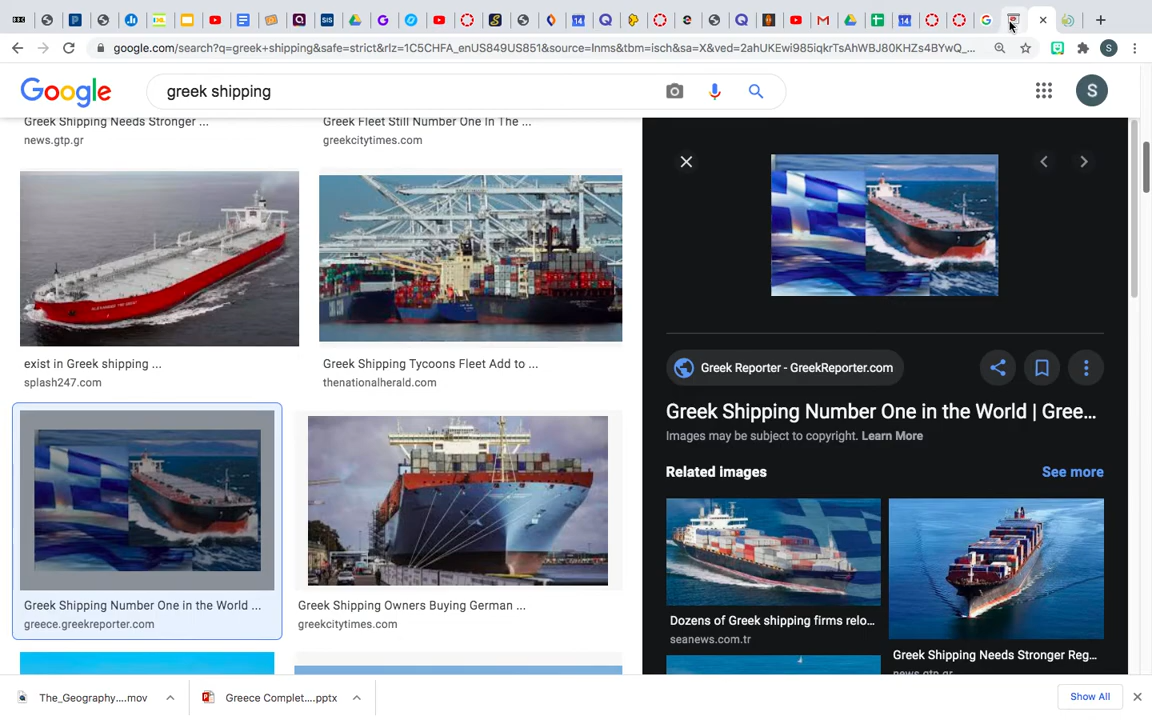 google.com/search?q=greek+shipping&safe=strict&rlz=1C5CHFA_enUS849US851&source=lnms&tbm=isch&sa=X&ved=2ahUKEwi985iqkrTsAhWBJ80KHZs4BYwQ_...
S
Google
greek shipping
S
Greek Shipping Needs Stronger ...
news.gtp.gr
Greek Fleet Still Number One In The ...
greekcitytimes.com
exist in Greek shipping ...
splash247.com
Greek Shipping Tycoons Fleet Add to ...
thenationalherald.com
Greek Shipping Number One in the World ...
greece.greekreporter.com
Greek Shipping Owners Buying German ...
greekcitytimes.com
Greek Reporter - GreekReporter.com
Greek Shipping Number One in the World | Gree...
Images may be subject to copyright. Learn More
Related images
See more
Dozens of Greek shipping firms relo...
seanews.com.tr
Greek Shipping Needs Stronger Reg...
news.gtp.gr
The_Geography....mov
Greece Complet....pptx
Show All